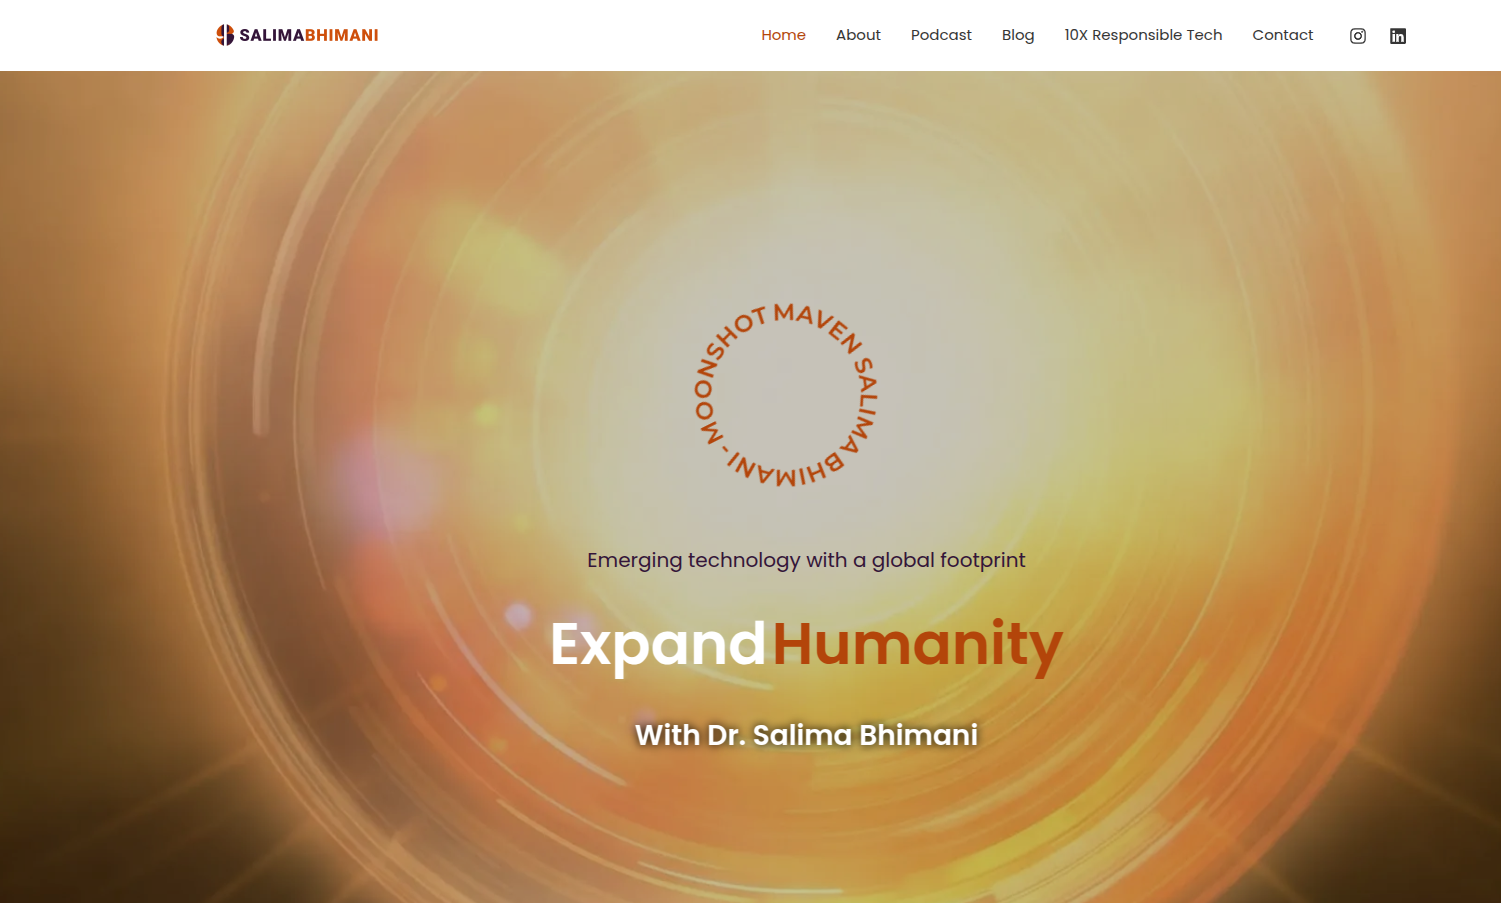 SALIMABHIMANI
Home About Podcast Blog 10X Responsible Tech Contact
MOONSHOT MAVEN SALIMA BHIMANI -
Emerging technology with a global footprint
Expand Humanity
With Dr. Salima Bhimani